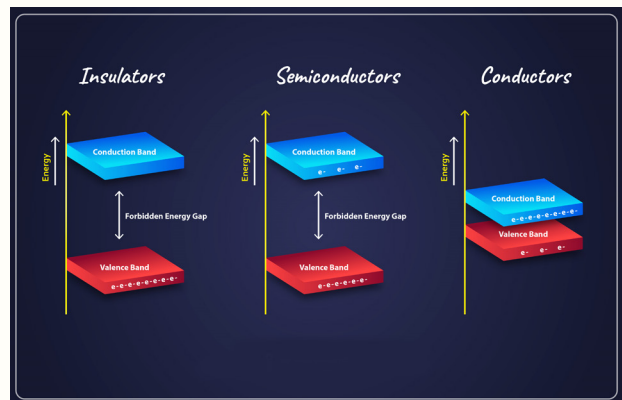 Insulators
Semiconductors
Conductors
Energy
Conduction Band
Forbidden Energy Gap
Valence Band
e-e-e-e-e-e-e-
Energy
Conduction Band
e- e- e-
Forbidden Energy Gap
Valence Band
e-e-e-e-e-e-
Energy
Conduction Band
e-e-e-e-e-e-e-
Valence Band
e- e- e-